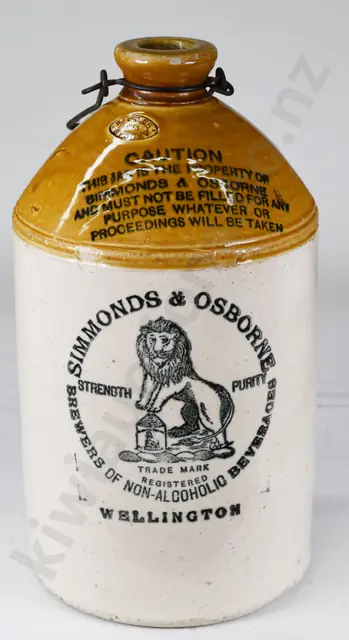 CAUTION
THIS JAR IS THE PROPERTY OF
SIMMONDS & OSBORNE
AND MUST NOT BE FILLED FOR ANY
PURPOSE WHATEVER OR
PROCEEDINGS WILL BE TAKEN
SIMMONDS & OSBORNE
STRENGTH PURITY
TRADE MARK
REGISTERED
BREWERS OF NON-ALCOHOLIC BEVERAGES
WELLINGTON